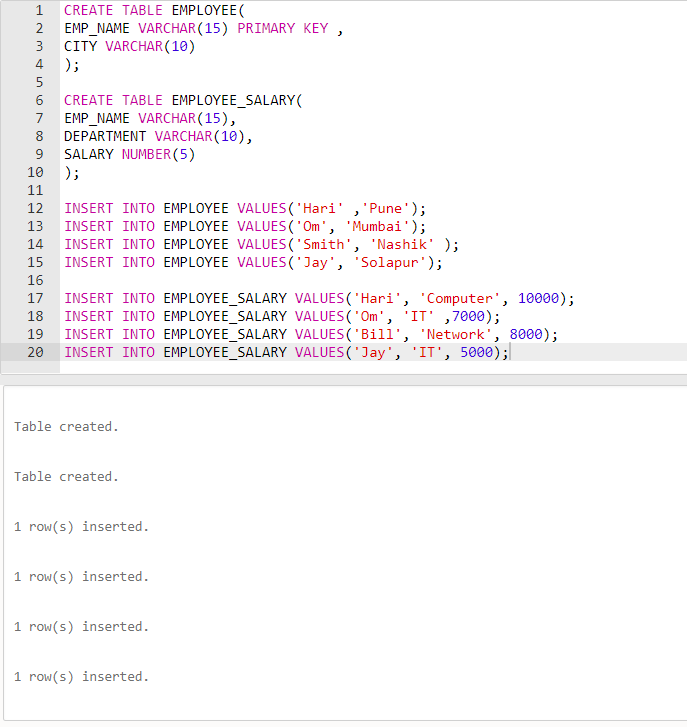 1 CREATE TABLE EMPLOYEE(
2 EMP_NAME VARCHAR(15) PRIMARY KEY ,
3 CITY VARCHAR(10)
4 );
5
6 CREATE TABLE EMPLOYEE_SALARY(
7 EMP_NAME VARCHAR(15),
8 DEPARTMENT VARCHAR(10),
9 SALARY NUMBER(5)
10 );
11
12 INSERT INTO EMPLOYEE VALUES('Hari' ,'Pune');
13 INSERT INTO EMPLOYEE VALUES('Om', 'Mumbai');
14 INSERT INTO EMPLOYEE VALUES('Smith', 'Nashik' );
15 INSERT INTO EMPLOYEE VALUES('Jay', 'Solapur');
16
17 INSERT INTO EMPLOYEE_SALARY VALUES('Hari', 'Computer', 10000);
18 INSERT INTO EMPLOYEE_SALARY VALUES('Om', 'IT' ,7000);
19 INSERT INTO EMPLOYEE_SALARY VALUES('Bill', 'Network', 8000);
20 INSERT INTO EMPLOYEE_SALARY VALUES('Jay', 'IT', 5000);
Table created.
Table created.
1 row(s) inserted.
1 row(s) inserted.
1 row(s) inserted.
1 row(s) inserted.